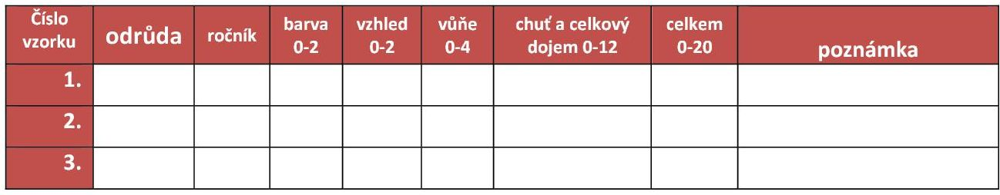 Číslo vzorku odrůda ročník barva 0-2 vzhled 0-2 vůňe 0-4 chuť a celkový dojem 0-12 celkem 0-20 poznámka
1.
2.
3.